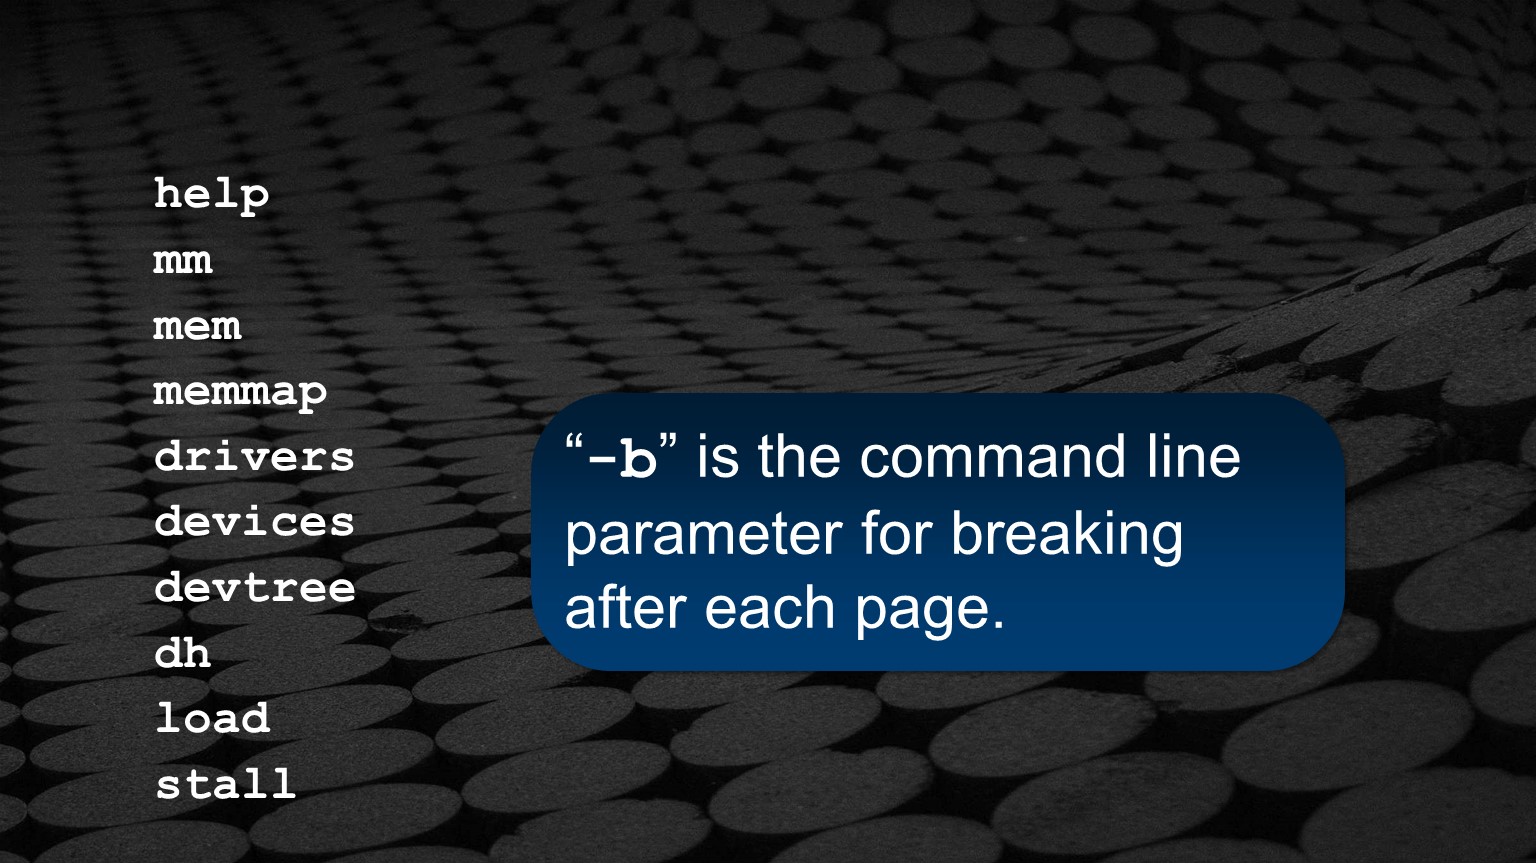 help
mm
mem
memmap
drivers
devices
devtree
dh
load
stall
“-b” is the command line
parameter for breaking
after each page.